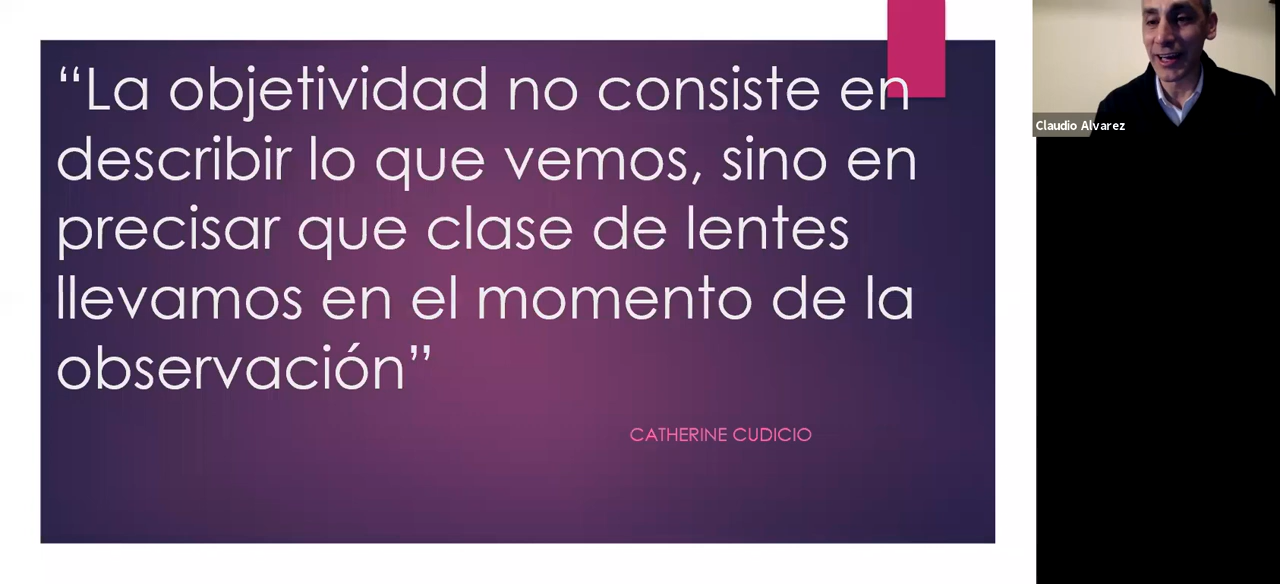 “La objetividad no consiste en
describir lo que vemos, sino en
precisar que clase de lentes
llevamos en el momento de la
observación”
CATHERINE CUDICIO
Claudio Alvarez